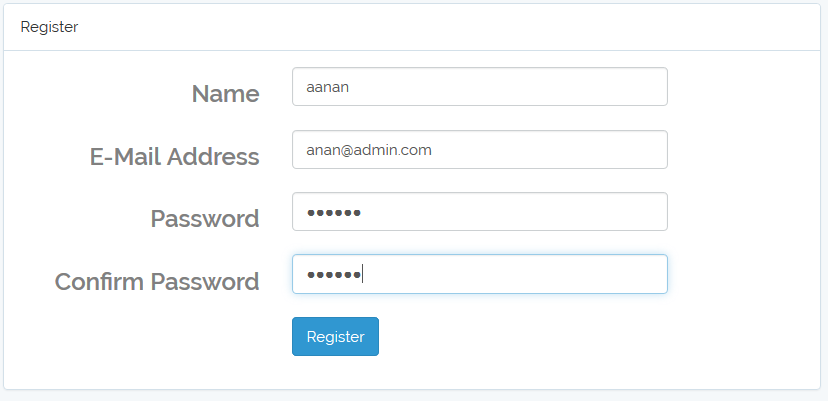 Register
Name
aanan
E-Mail Address
anan@admin.com
Password
••••••
Confirm Password
••••••
Register